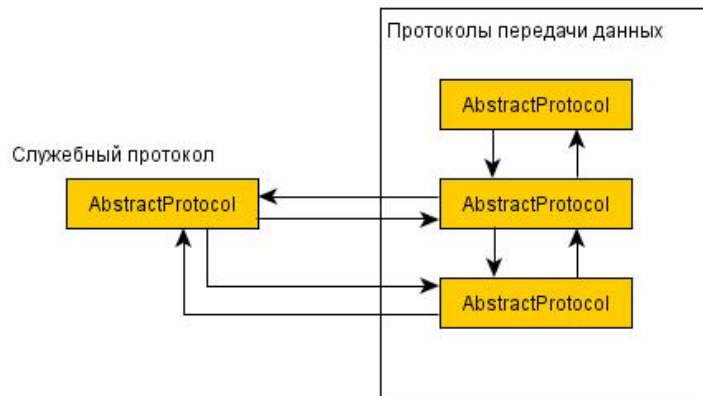 Протоколы передачи данных
AbstractProtocol
Служебный протокол
AbstractProtocol
AbstractProtocol
AbstractProtocol